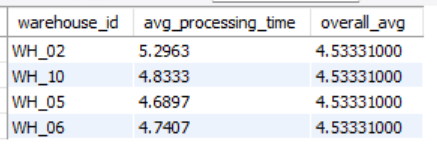 warehouse_id avg_processing_time overall_avg
WH_02 5.2963 4.53331000
WH_10 4.8333 4.53331000
WH_05 4.6897 4.53331000
WH_06 4.7407 4.53331000